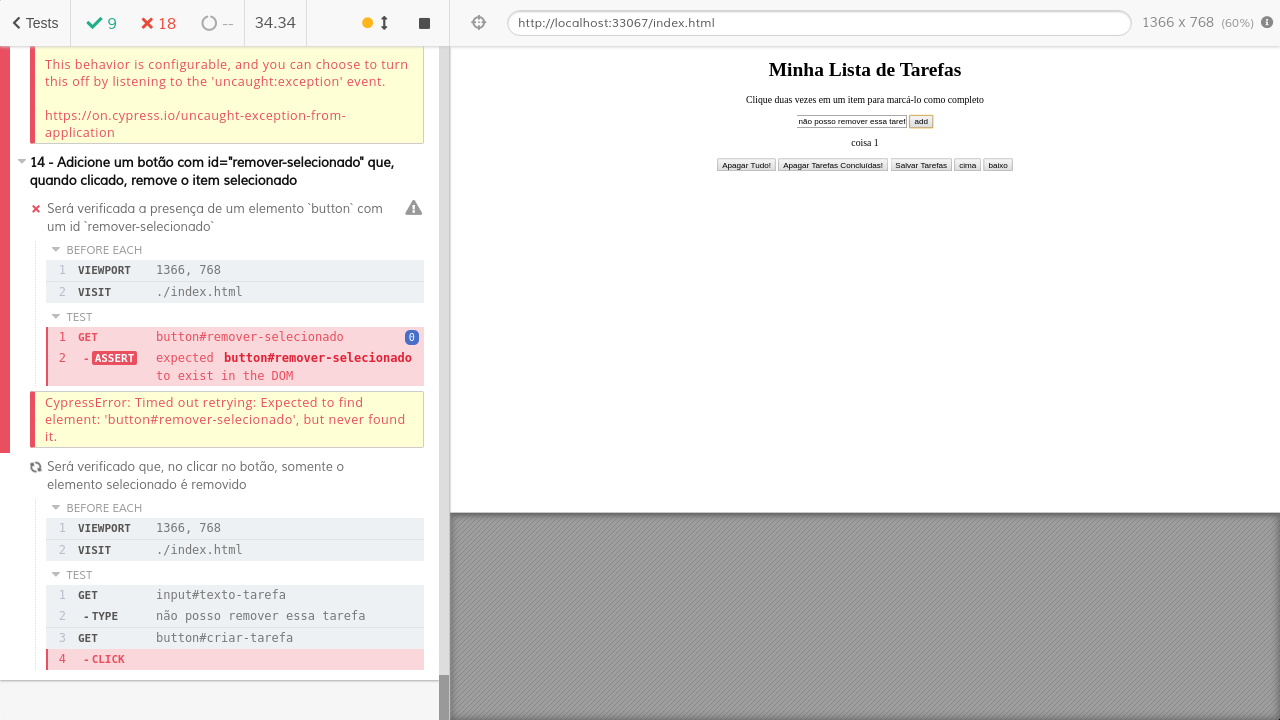 Tests
9
18
--
34.34
http://localhost:33067/index.html
1366 x 768 (60%)
This behavior is configurable, and you can choose to turn
this off by listening to the 'uncaught:exception' event.
https://on.cypress.io/uncaught-exception-from-
application
14 - Adicione um botão com id="remover-selecionado" que,
quando clicado, remove o item selecionado
Será verificada a presença de um elemento `button` com
um id `remover-selecionado`
BEFORE EACH
1 VIEWPORT 1366, 768
2 VISIT ./index.html
TEST
1 GET button#remover-selecionado 0
2 -ASSERT expected button#remover-selecionado
to exist in the DOM
CypressError: Timed out retrying: Expected to find
element: 'button#remover-selecionado', but never found
it.
Será verificado que, no clicar no botão, somente o
elemento selecionado é removido
BEFORE EACH
1 VIEWPORT 1366, 768
2 VISIT ./index.html
TEST
1 GET input#texto-tarefa
2 -TYPE não posso remover essa tarefa
3 GET button#criar-tarefa
4 -CLICK
Minha Lista de Tarefas
Clique duas vezes em um item para marcá-lo como completo
não posso remover essa taref add
coisa 1
Apagar Tudo! Apagar Tarefas Concluídas! Salvar Tarefas cima baixo